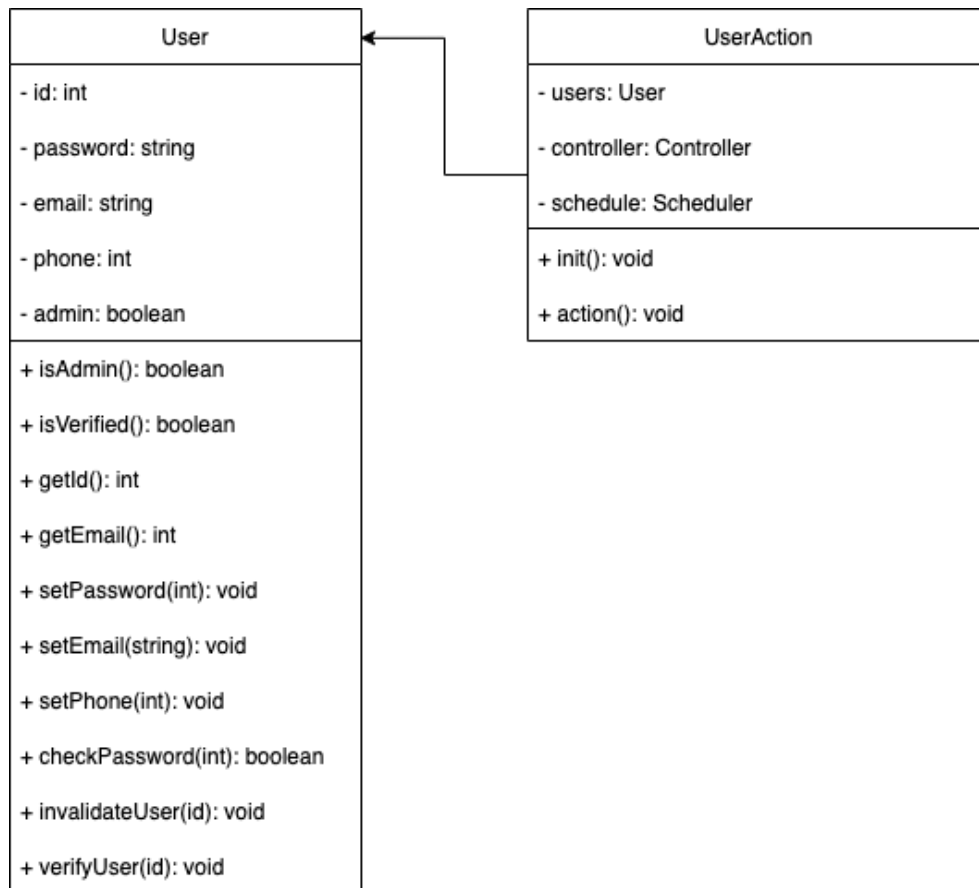 User
- id: int
- password: string
- email: string
- phone: int
- admin: boolean
+ isAdmin(): boolean
+ isVerified(): boolean
+ getId(): int
+ getEmail(): int
+ setPassword(int): void
+ setEmail(string): void
+ setPhone(int): void
+ checkPassword(int): boolean
+ invalidateUser(id): void
+ verifyUser(id): void
UserAction
- users: User
- controller: Controller
- schedule: Scheduler
+ init(): void
+ action(): void